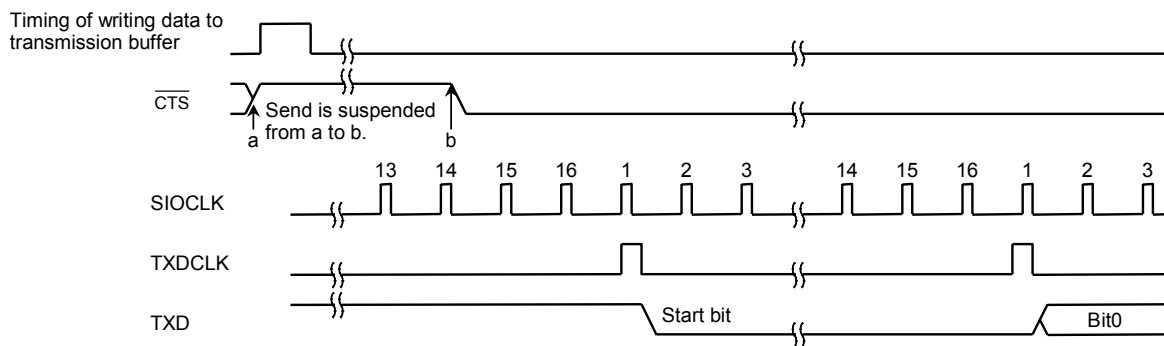 Timing of writing data to
transmission buffer
CTS
Send is suspended
from a to b.
a
b
13 14 15 16 1 2 3 14 15 16 1 2 3
SIOCLK
TXDCLK
TXD
Start bit
Bit0